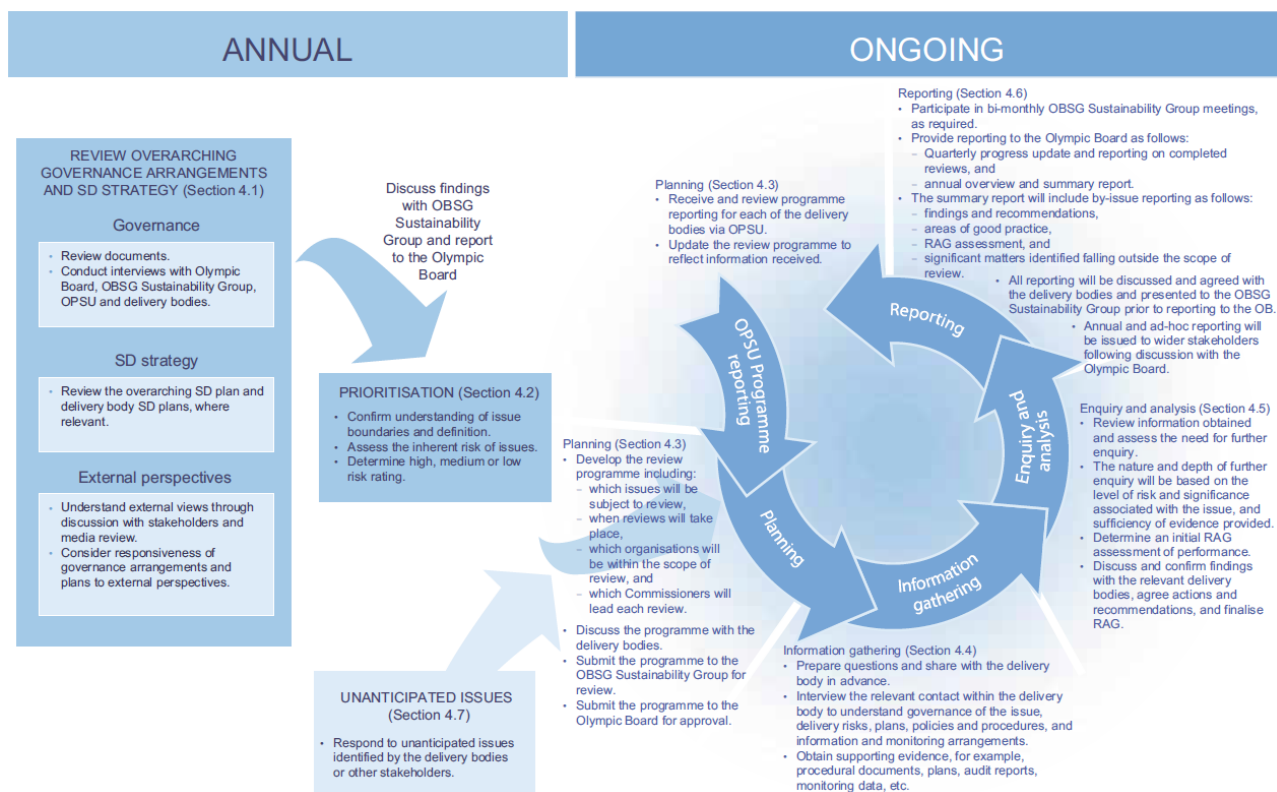 ANNUAL
ONGOING
REVIEW OVERARCHING
GOVERNANCE ARRANGEMENTS
AND SD STRATEGY (Section 4.1)
Governance
• Review documents.
• Conduct interviews with Olympic
Board, OBSG Sustainability Group,
OPSU and delivery bodies.
SD strategy
• Review the overarching SD plan and
delivery body SD plans, where
relevant.
External perspectives
• Understand external views through
discussion with stakeholders and
media review.
• Consider responsiveness of
governance arrangements and
plans to external perspectives.
Discuss findings
with OBSG
Sustainability
Group and report
to the Olympic
Board
PRIORITISATION (Section 4.2)
• Confirm understanding of issue
boundaries and definition.
• Assess the inherent risk of issues.
• Determine high, medium or low
risk rating.
UNANTICIPATED ISSUES
(Section 4.7)
• Respond to unanticipated issues
identified by the delivery bodies
or other stakeholders.
Planning (Section 4.3)
• Receive and review programme
reporting for each of the delivery
bodies via OPSU.
• Update the review programme to
reflect information received.
Planning (Section 4.3)
• Develop the review
programme including:
– which issues will be
subject to review,
– when reviews will take
place,
– which organisations will
be within the scope of
review, and
– which Commissioners will
lead each review.
• Discuss the programme with the
delivery bodies.
• Submit the programme to the
OBSG Sustainability Group for
review.
• Submit the programme to the
Olympic Board for approval.
OPSU Programme
reporting
Planning
Information
gathering
Enquiry and
analysis
Reporting
Information gathering (Section 4.4)
• Prepare questions and share with the delivery
body in advance.
• Interview the relevant contact within the delivery
body to understand governance of the issue,
delivery risks, plans, policies and procedures, and
information and monitoring arrangements.
• Obtain supporting evidence, for example,
procedural documents, plans, audit reports,
monitoring data, etc.
Enquiry and analysis (Section 4.5)
• Review information obtained
and assess the need for further
enquiry.
• The nature and depth of further
enquiry will be based on the
level of risk and significance
associated with the issue, and
sufficiency of evidence provided.
• Determine an initial RAG
assessment of performance.
• Discuss and confirm findings
with the relevant delivery
bodies, agree actions and
recommendations, and finalise
RAG.
Reporting (Section 4.6)
• Participate in bi-monthly OBSG Sustainability Group meetings,
as required.
• Provide reporting to the Olympic Board as follows:
– Quarterly progress update and reporting on completed
reviews, and
– annual overview and summary report.
• The summary report will include by-issue reporting as follows:
– findings and recommendations,
– areas of good practice,
– RAG assessment, and
– significant matters identified falling outside the scope of
review.
• All reporting will be discussed and agreed with
the delivery bodies and presented to the OBSG
Sustainability Group prior to reporting to the OB.
• Annual and ad-hoc reporting will
be issued to wider stakeholders
following discussion with the
Olympic Board.